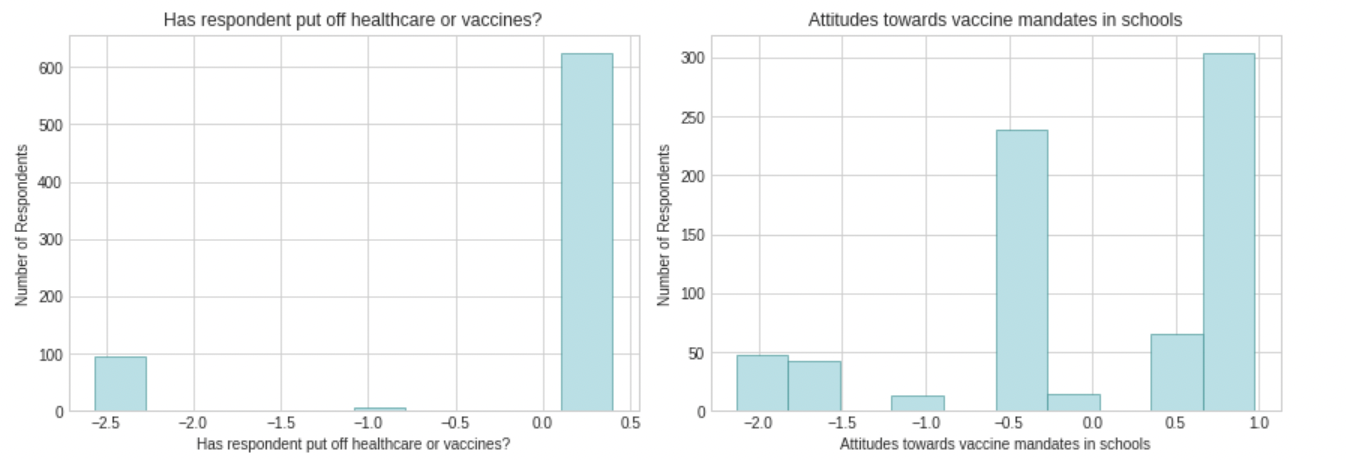 Has respondent put off healthcare or vaccines?
Number of Respondents
600
500
400
300
200
100
0
−2.5 −2.0 −1.5 −1.0 −0.5 0.0 0.5
Has respondent put off healthcare or vaccines?
Attitudes towards vaccine mandates in schools
Number of Respondents
300
250
200
150
100
50
0
−2.0 −1.5 −1.0 −0.5 0.0 0.5 1.0
Attitudes towards vaccine mandates in schools